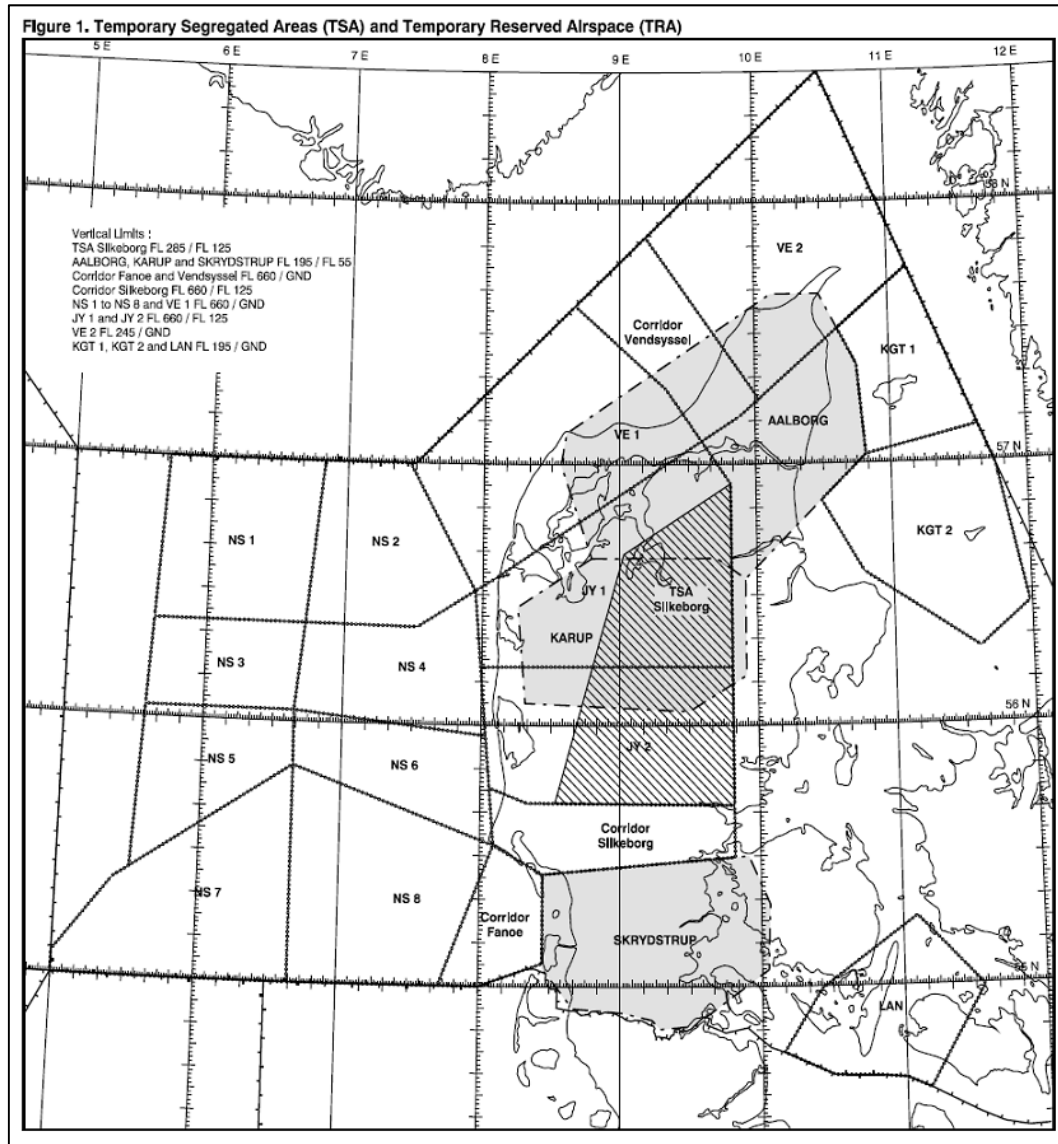 Figure 1. Temporary Segregated Areas (TSA) and Temporary Reserved Airspace (TRA)
5 E
6 E
7 E
8 E
9 E
10 E
11 E
12 E
58 N
Vertical Limits :
TSA Silkeborg FL 285 / FL 125
AALBORG, KARUP and SKRYDSTRUP FL 195 / FL 55
Corridor Fanoe and Vendsyssel FL 660 / GND
Corridor Silkeborg FL 660 / FL 125
NS 1 to NS 8 and VE 1 FL 660 / GND
JY 1 and JY 2 FL 660 / FL 125
VE 2 FL 245 / GND
KGT 1, KGT 2 and LAN FL 195 / GND
VE 2
Corridor
Vendsyssel
KGT 1
AALBORG
VE 1
57 N
NS 1
NS 2
KGT 2
JY 1
TSA
Silkeborg
KARUP
NS 3
NS 4
56 N
JY 2
NS 5
NS 6
Corridor
Silkeborg
NS 7
NS 8
Corridor
Fanoe
SKRYDSTRUP
55 N
LAN